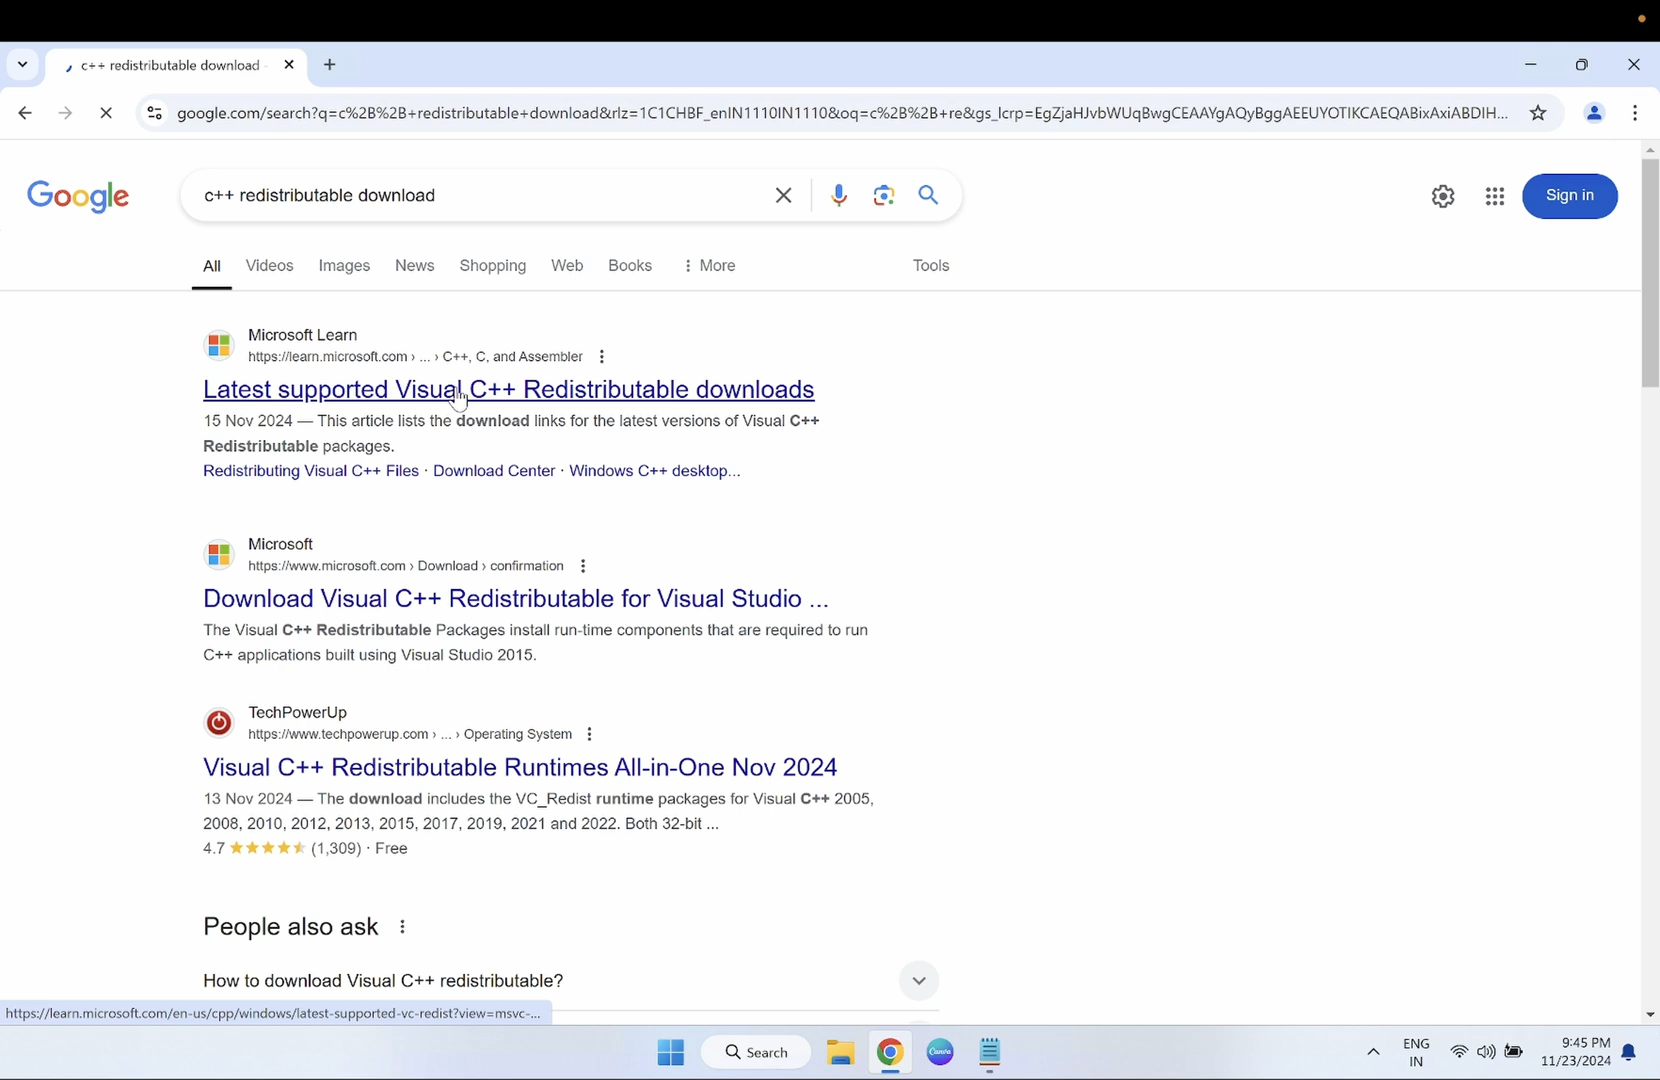 c++ redistributable download
google.com/search?q=c%2B%2B+redistributable+download&rlz=1C1CHBF_enIN1110IN1110&oq=c%2B%2B+re&gs_lcrp=EgZjaHJvbWUqBwgCEAAYgAQyBggAEEUYOTIKCAEQABixAxiABDIH...
Google
c++ redistributable download
Sign in
All Videos Images News Shopping Web Books More Tools
Microsoft Learn
https://learn.microsoft.com › ... › C++, C, and Assembler
Latest supported Visual C++ Redistributable downloads
15 Nov 2024 — This article lists the download links for the latest versions of Visual C++
Redistributable packages.
Redistributing Visual C++ Files · Download Center · Windows C++ desktop...
Microsoft
https://www.microsoft.com › Download › confirmation
Download Visual C++ Redistributable for Visual Studio ...
The Visual C++ Redistributable Packages install run-time components that are required to run
C++ applications built using Visual Studio 2015.
TechPowerUp
https://www.techpowerup.com › ... › Operating System
Visual C++ Redistributable Runtimes All-in-One Nov 2024
13 Nov 2024 — The download includes the VC_Redist runtime packages for Visual C++ 2005,
2008, 2010, 2012, 2013, 2015, 2017, 2019, 2021 and 2022. Both 32-bit ...
4.7 (1,309) · Free
People also ask
How to download Visual C++ redistributable?
https://learn.microsoft.com/en-us/cpp/windows/latest-supported-vc-redist?view=msvc-...
Search
Canva
ENG
IN
9:45 PM
11/23/2024